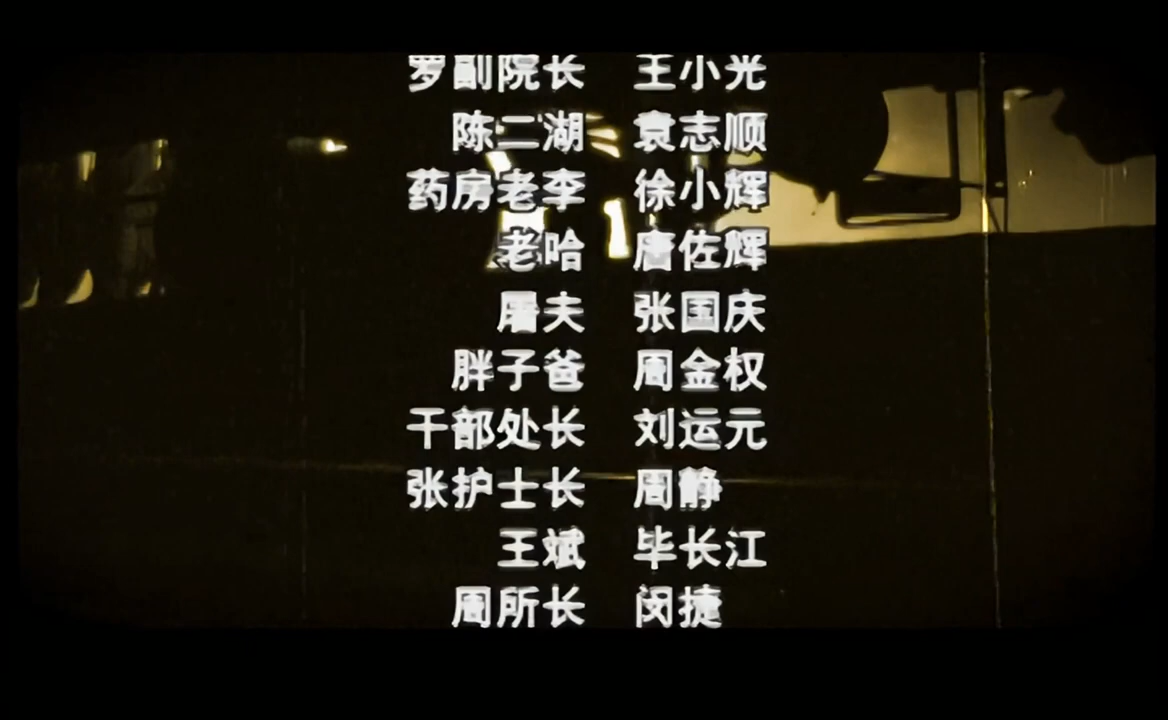 罗副院长 王小光
陈二湖 袁志顺
药房老李 徐小辉
老哈 唐佐辉
屠夫 张国庆
胖子爸 周金权
干部处长 刘运元
张护士长 周静
王斌 毕长江
周所长 闵捷